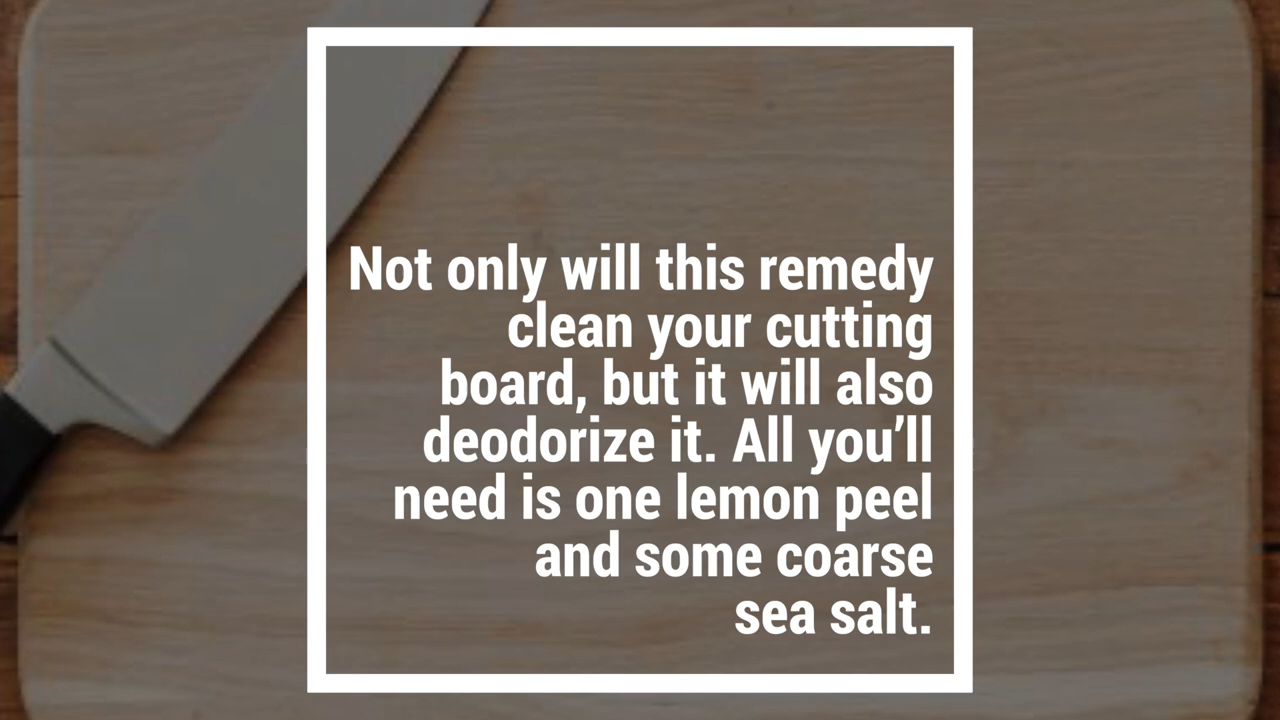 Not only will this remedy
clean your cutting
board, but it will also
deodorize it. All you’ll
need is one lemon peel
and some coarse
sea salt.